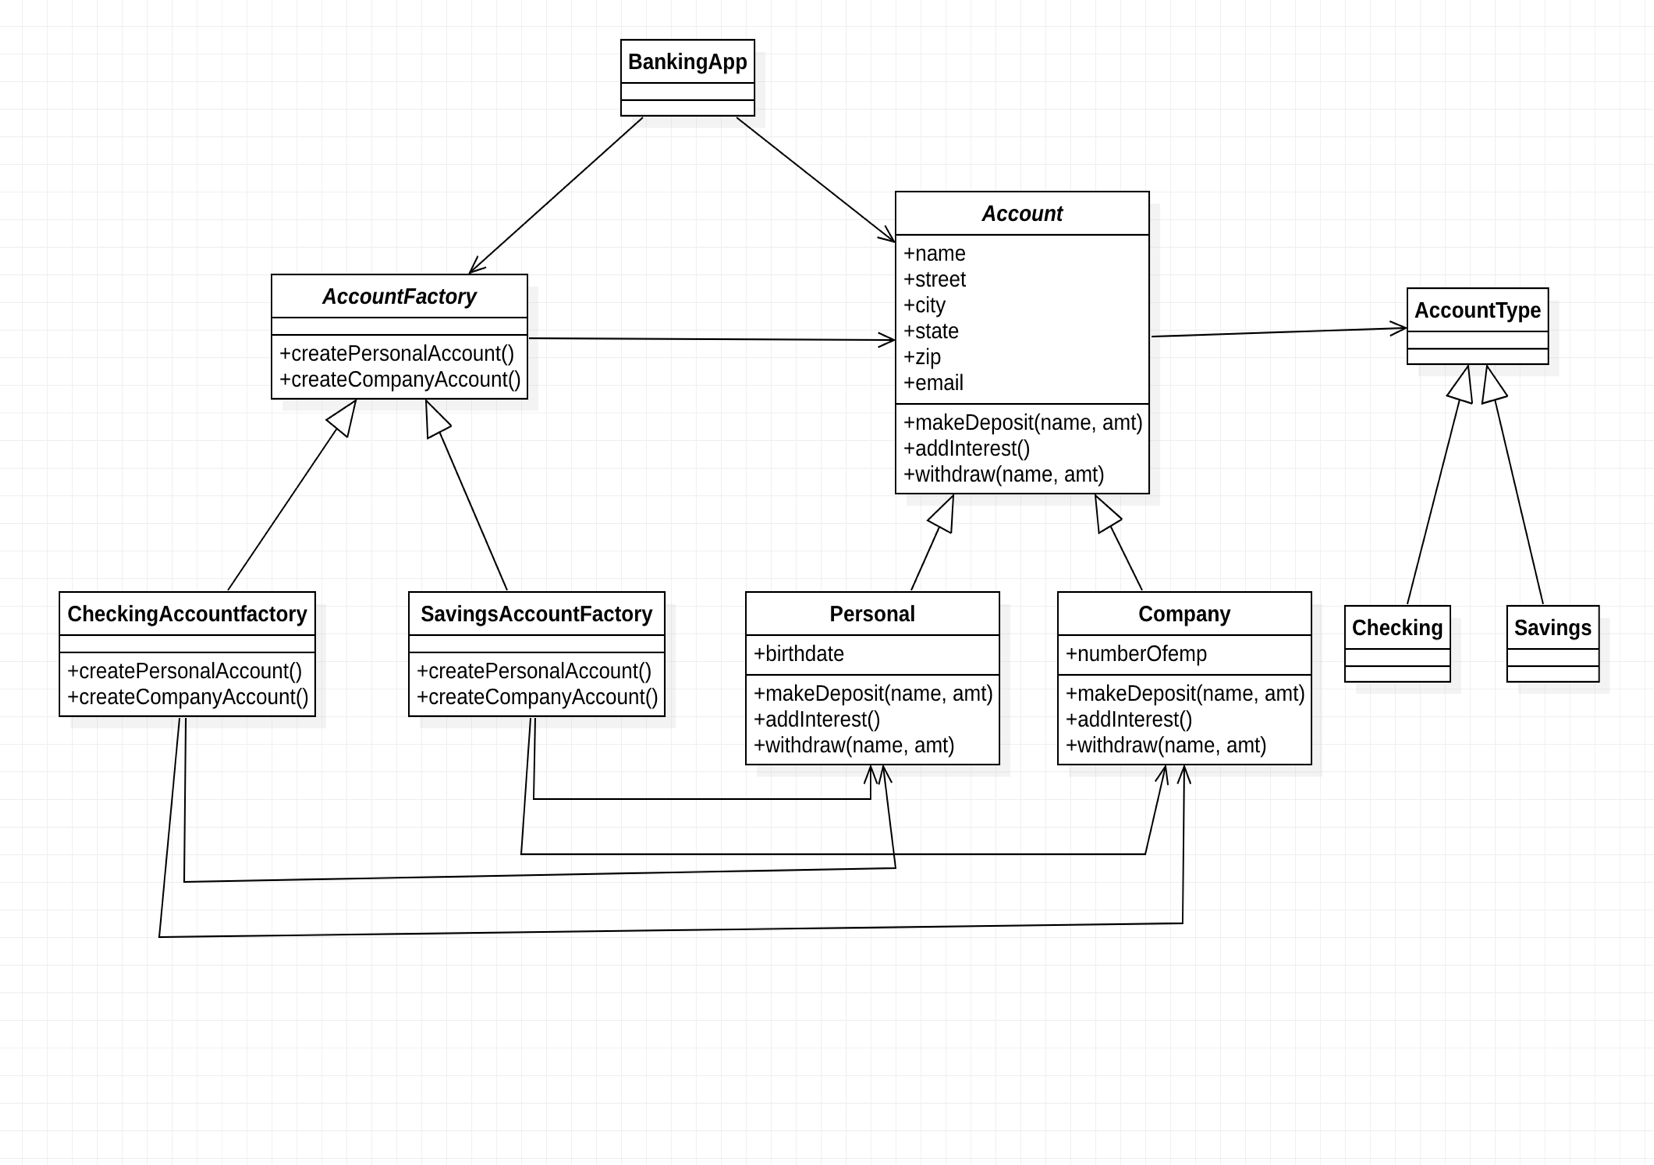 BankingApp
Account
+name
+street
+city
+state
+zip
+email
+makeDeposit(name, amt)
+addInterest()
+withdraw(name, amt)
AccountFactory
+createPersonalAccount()
+createCompanyAccount()
AccountType
CheckingAccountfactory
+createPersonalAccount()
+createCompanyAccount()
SavingsAccountFactory
+createPersonalAccount()
+createCompanyAccount()
Personal
+birthdate
+makeDeposit(name, amt)
+addInterest()
+withdraw(name, amt)
Company
+numberOfemp
+makeDeposit(name, amt)
+addInterest()
+withdraw(name, amt)
Checking
Savings